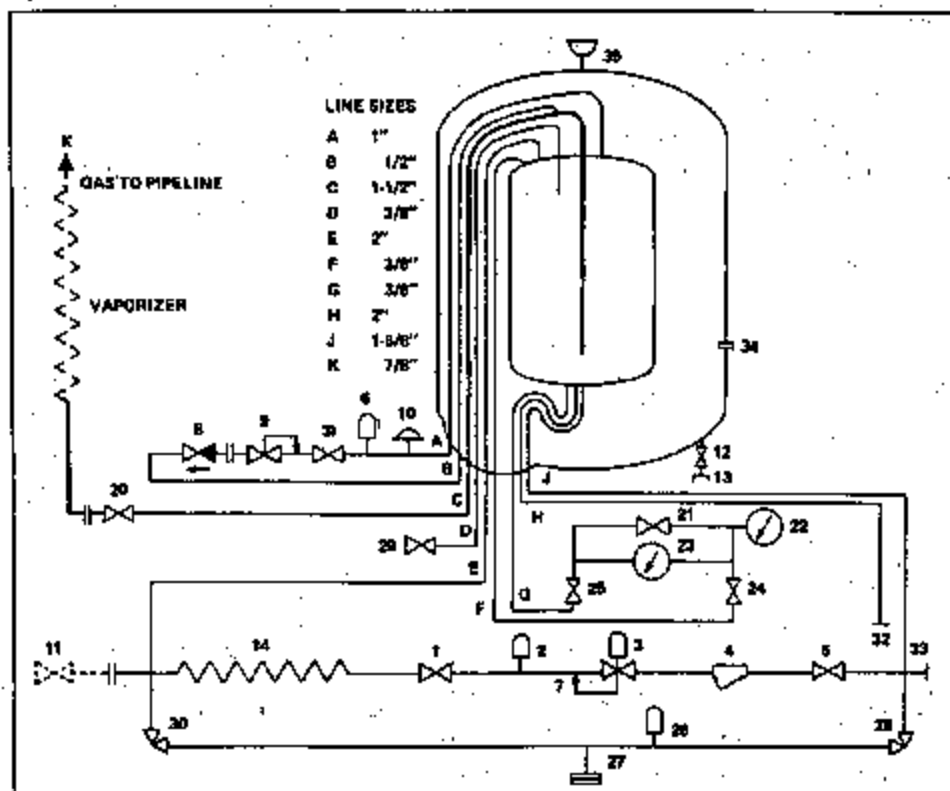 35
LINE SIZES
A 1"
B 1/2"
C 1-1/2"
D 3/8"
E 2"
F 3/8"
G 3/8"
H 2"
J 1-5/8"
K 7/8"
K
GAS TO PIPELINE
VAPORIZER
34
6
10
8
9
A
B
12
13
J
20
C
H
21
22
D
29
23
E
G
25
24
F
32
11
14
1
2
3
4
5
33
7
30
26
28
27